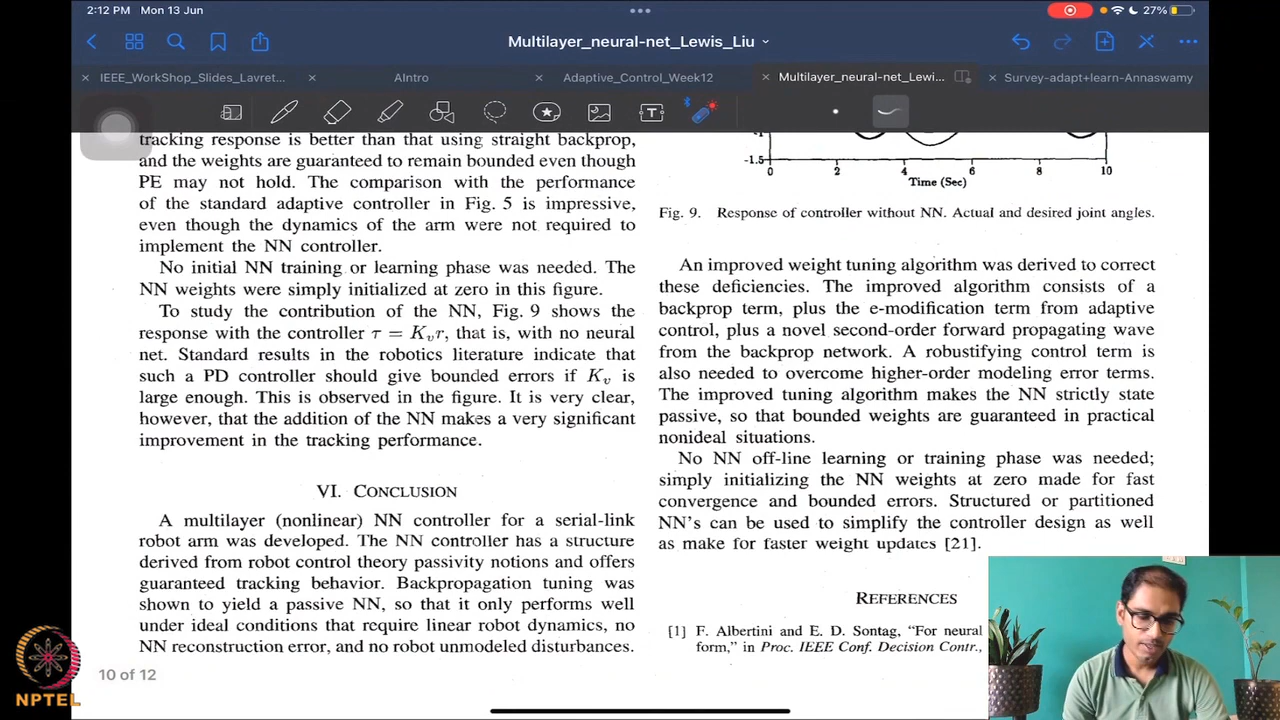 2:12 PM Mon 13 Jun
27%
Multilayer_neural-net_Lewis_Liu
IEEE_WorkShop_Slides_Lavret...
AIntro
Adaptive_Control_Week12
Multilayer_neural-net_Lewi...
Survey-adapt+learn-Annaswamy
tracking response is better than that using straight backprop,
and the weights are guaranteed to remain bounded even though
PE may not hold. The comparison with the performance
of the standard adaptive controller in Fig. 5 is impressive,
even though the dynamics of the arm were not required to
implement the NN controller.
No initial NN training or learning phase was needed. The
NN weights were simply initialized at zero in this figure.
To study the contribution of the NN, Fig. 9 shows the
response with the controller τ = Kᵥr, that is, with no neural
net. Standard results in the robotics literature indicate that
such a PD controller should give bounded errors if Kᵥ is
large enough. This is observed in the figure. It is very clear,
however, that the addition of the NN makes a very significant
improvement in the tracking performance.
VI. CONCLUSION
A multilayer (nonlinear) NN controller for a serial-link
robot arm was developed. The NN controller has a structure
derived from robot control theory passivity notions and offers
guaranteed tracking behavior. Backpropagation tuning was
shown to yield a passive NN, so that it only performs well
under ideal conditions that require linear robot dynamics, no
NN reconstruction error, and no robot unmodeled disturbances.
10 of 12
-1
-1.5
0 2 4 6 8 10
Time (Sec)
Fig. 9. Response of controller without NN. Actual and desired joint angles.
An improved weight tuning algorithm was derived to correct
these deficiencies. The improved algorithm consists of a
backprop term, plus the e-modification term from adaptive
control, plus a novel second-order forward propagating wave
from the backprop network. A robustifying control term is
also needed to overcome higher-order modeling error terms.
The improved tuning algorithm makes the NN strictly state
passive, so that bounded weights are guaranteed in practical
nonideal situations.
No NN off-line learning or training phase was needed;
simply initializing the NN weights at zero made for fast
convergence and bounded errors. Structured or partitioned
NN's can be used to simplify the controller design as well
as make for faster weight updates [21].
REFERENCES
[1] F. Albertini and E. D. Sontag, "For neural
form," in Proc. IEEE Conf. Decision Contr.,
NPTEL